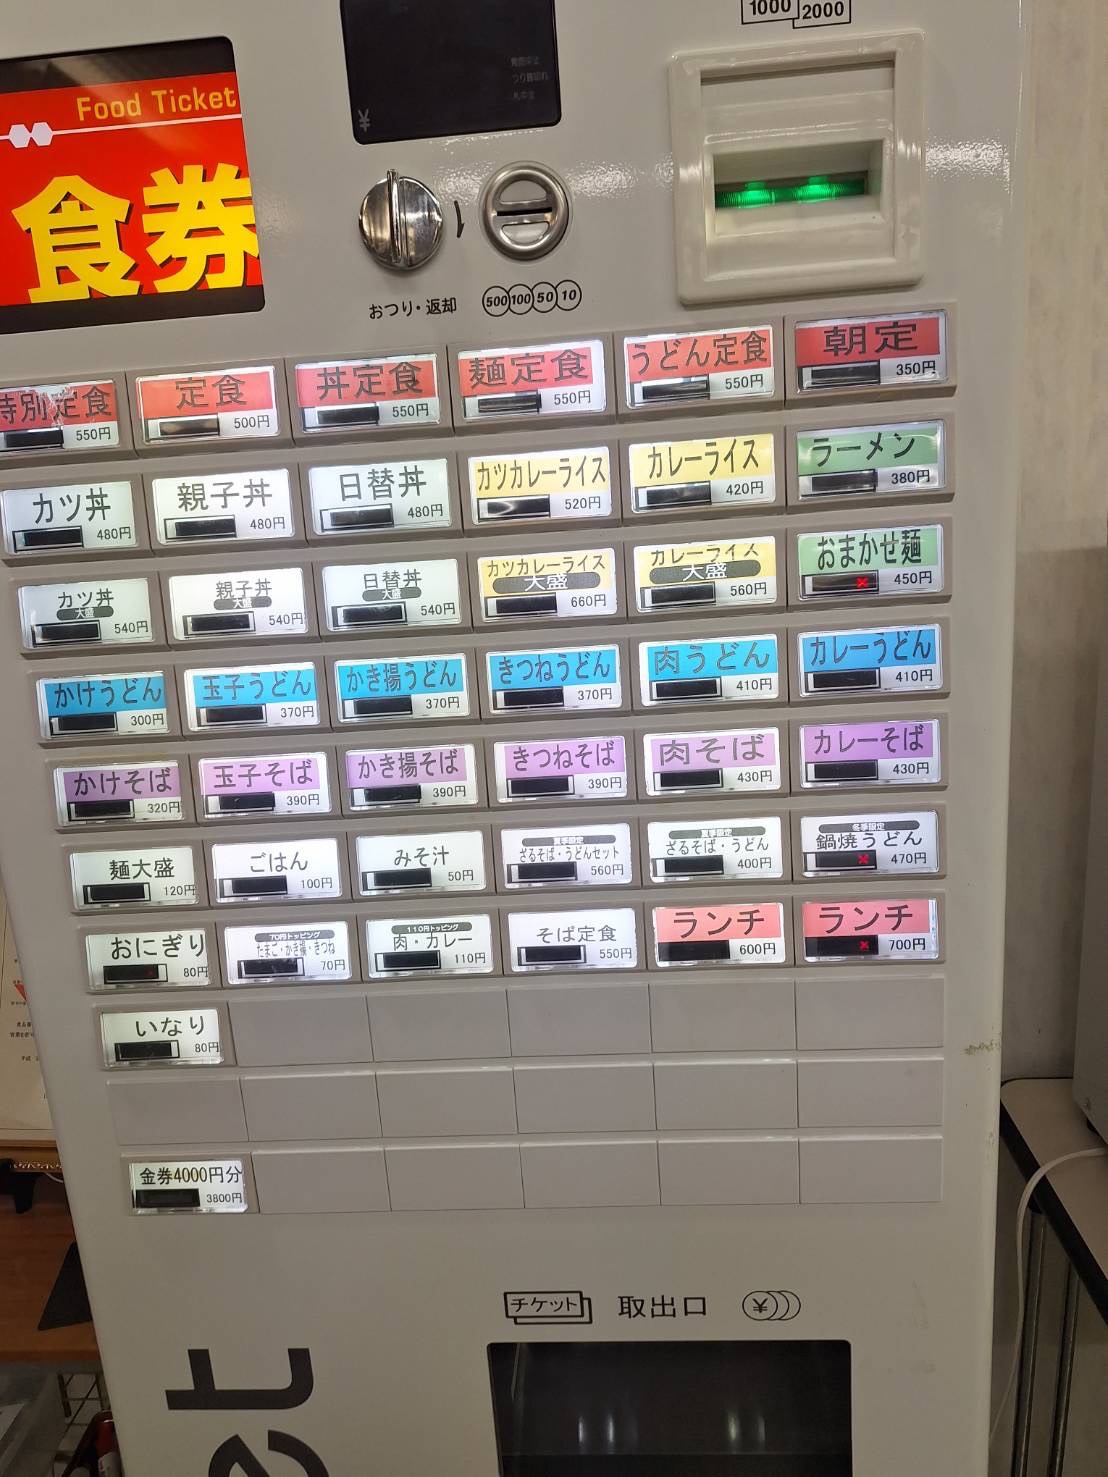 1000 2000
Food Ticket
食券
¥
おつり・返却
500 100 50 10
特別定食 550円
定食 500円
丼定食 550円
麺定食 550円
うどん定食 550円
朝定 350円
カツ丼 480円
親子丼 480円
日替丼 480円
カツカレーライス 520円
カレーライス 420円
ラーメン 380円
カツ丼 大盛 540円
親子丼 大盛 540円
日替丼 大盛 540円
カツカレーライス 大盛 660円
カレーライス 大盛 560円
おまかせ麺 × 450円
かけうどん 300円
玉子うどん 370円
かき揚うどん 370円
きつねうどん 370円
肉うどん 410円
カレーうどん 410円
かけそば 320円
玉子そば 390円
かき揚そば 390円
きつねそば 390円
肉そば 430円
カレーそば 430円
麺大盛 120円
ごはん 100円
みそ汁 50円
夏季限定 ざるそば・うどんセット 560円
夏季限定 ざるそば・うどん 400円
冬季限定 鍋焼うどん × 470円
おにぎり 80円
70円トッピング たまご・かき揚・きつね 70円
110円トッピング 肉・カレー 110円
そば定食 550円
ランチ 600円
ランチ × 700円
いなり 80円
金券4000円分 3800円
チケット 取出口 ¥
et